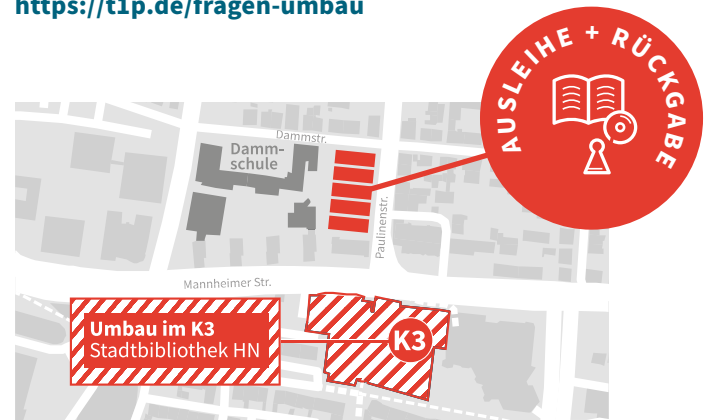 https://t1p.de/fragen-umbau
AUSLEIHE + RÜCKGABE
Dammstr.
Damm-
schule
Paulinenstr.
Mannheimer Str.
Umbau im K3
Stadtbibliothek HN
K3